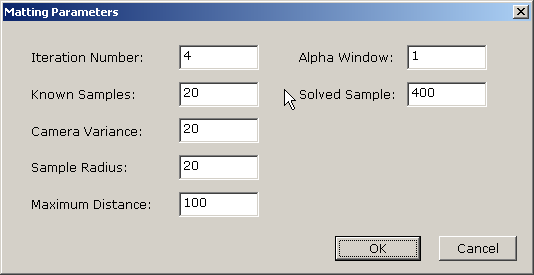 Matting Parameters
Iteration Number: 4 Alpha Window: 1
Known Samples: 20 Solved Sample: 400
Camera Variance: 20
Sample Radius: 20
Maximum Distance: 100
OK Cancel